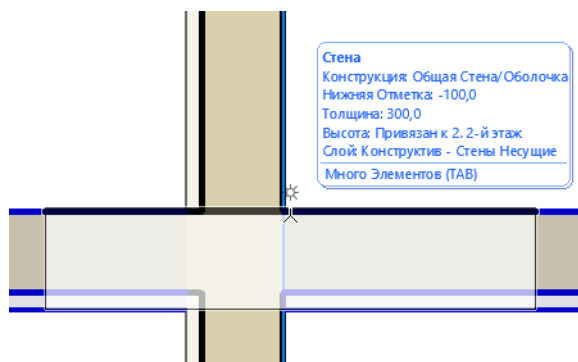 Стена
Конструкция: Общая Стена/Оболочка
Нижняя Отметка: -100,0
Толщина: 300,0
Высота: Привязан к 2. 2-й этаж
Слой: Конструктив - Стены Несущие
Много Элементов (TAB)